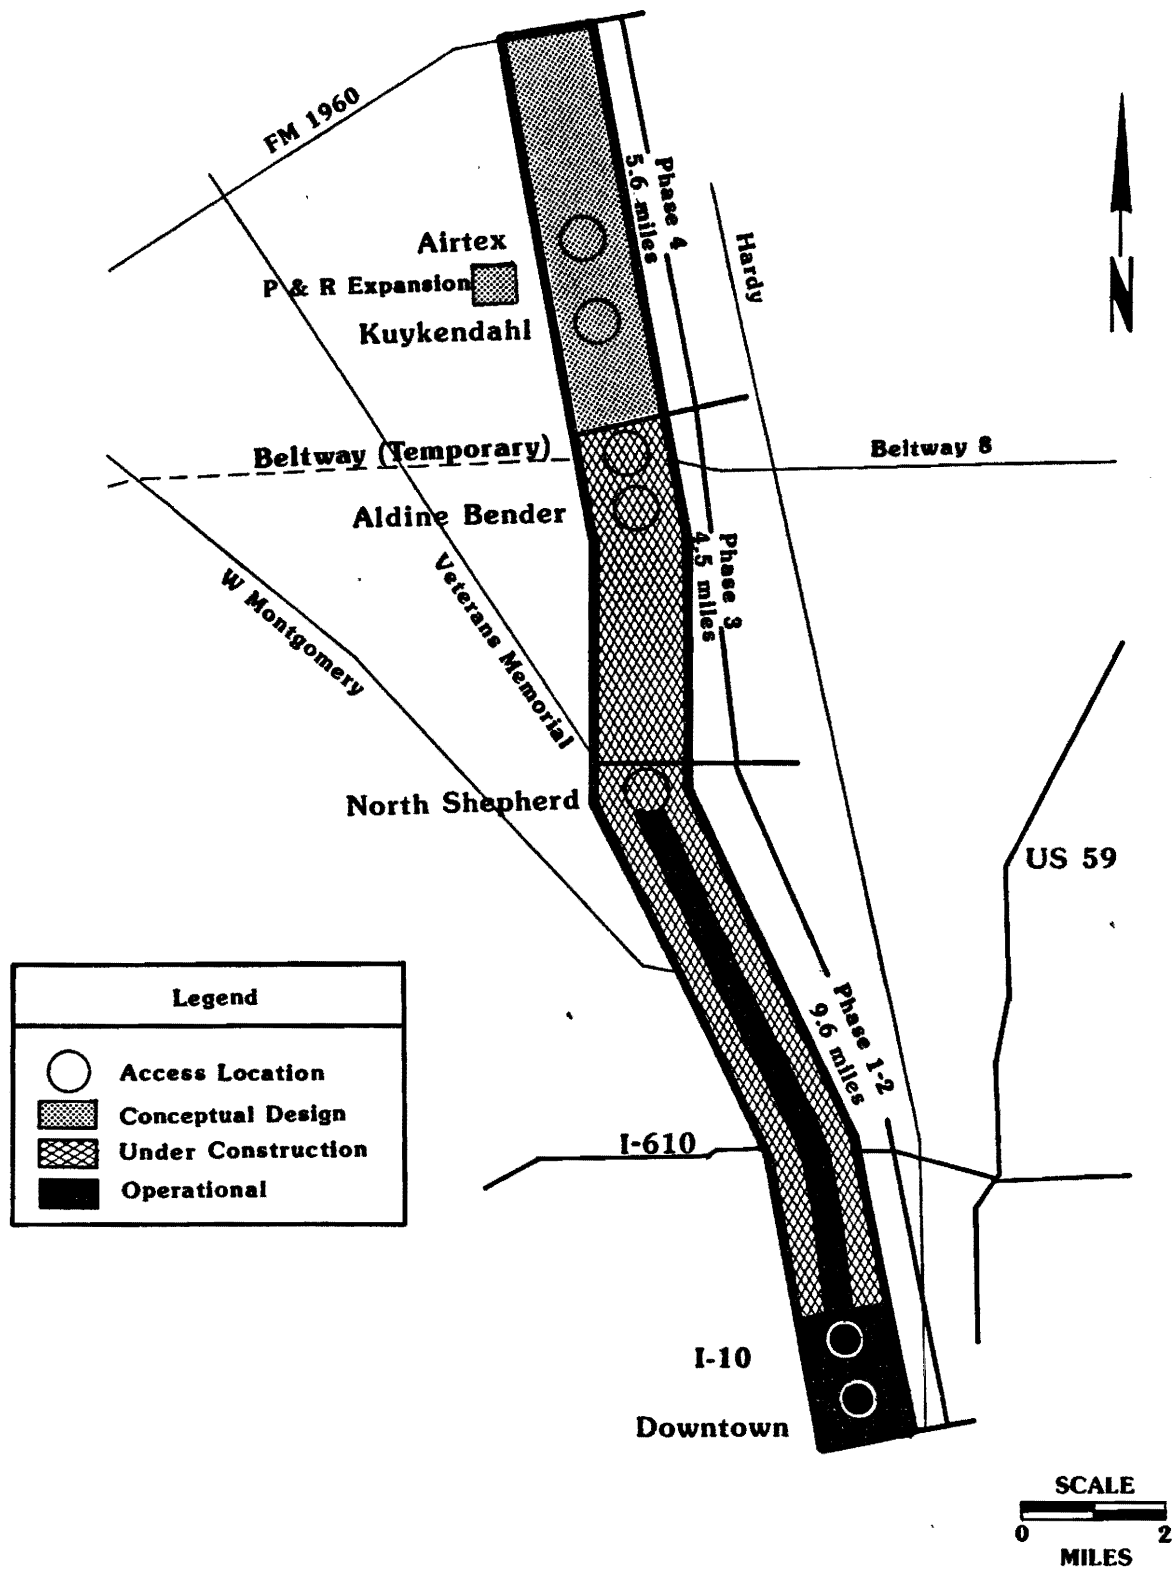 FM 1960
Phase 4
5.6 miles
Airtex
P & R Expansion
Kuykendahl
Hardy
N
Beltway (Temporary)
Beltway 8
Aldine Bender
Phase 3
4.5 miles
W Montgomery
Veterans Memorial
North Shepherd
US 59
Phase 1-2
9.6 miles
Legend
Access Location
Conceptual Design
Under Construction
Operational
I-610
I-10
Downtown
SCALE
0 2
MILES